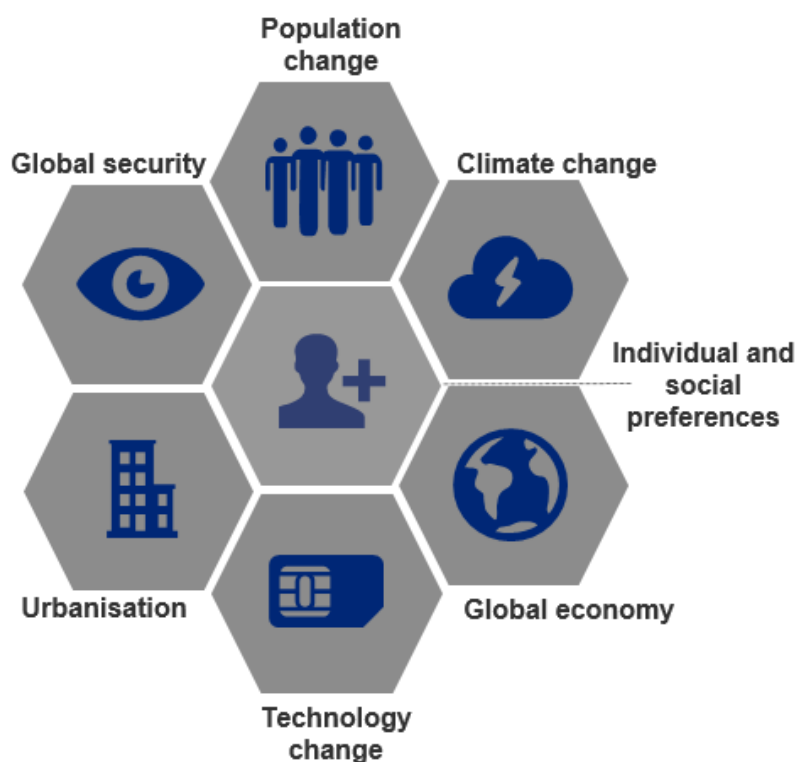 Population
change
Global security
Climate change
Individual and
social
preferences
Urbanisation
Global economy
Technology
change